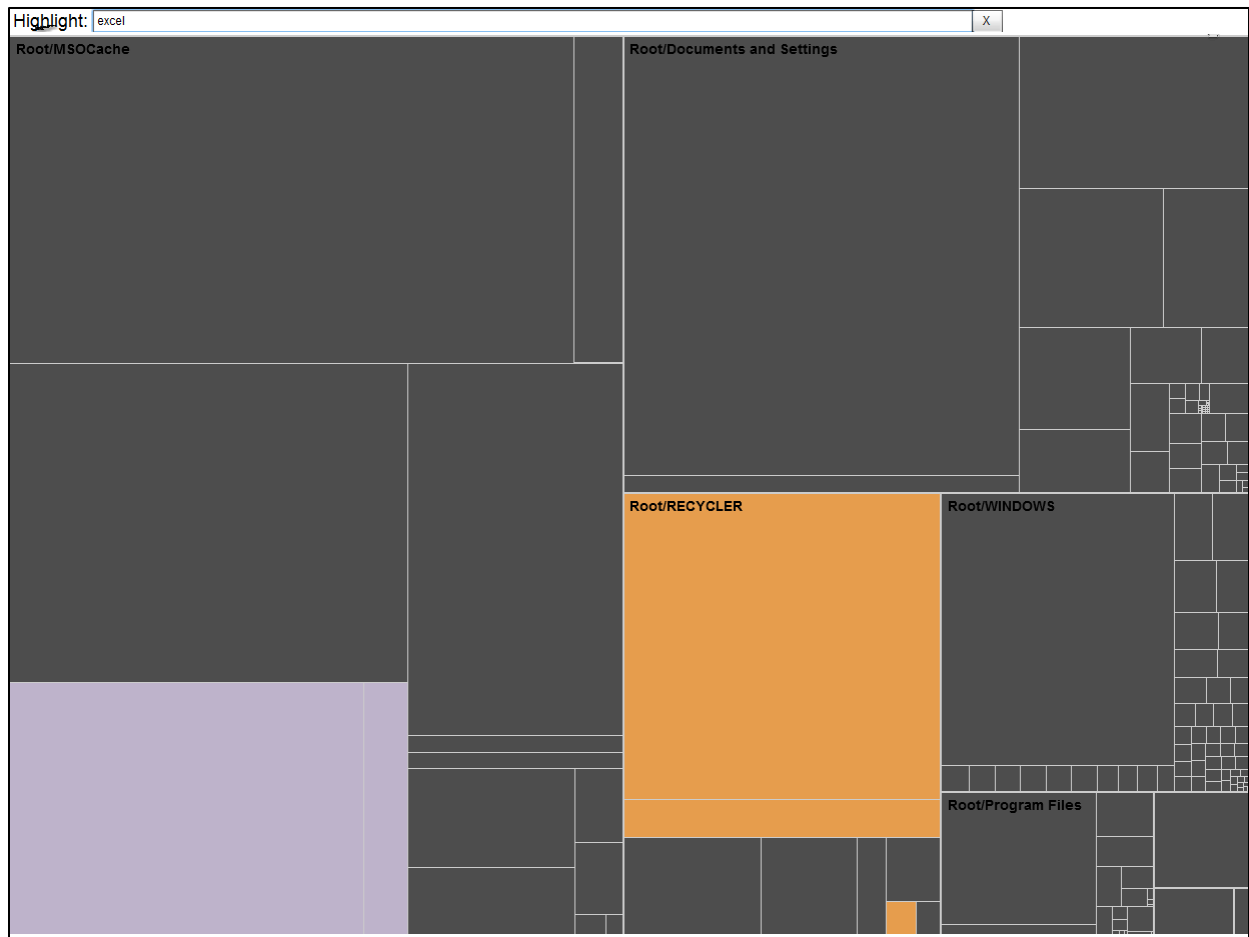 Highlight: excel X
Root/MSOCache
Root/Documents and Settings
Root/RECYCLER
Root/WINDOWS
Root/Program Files